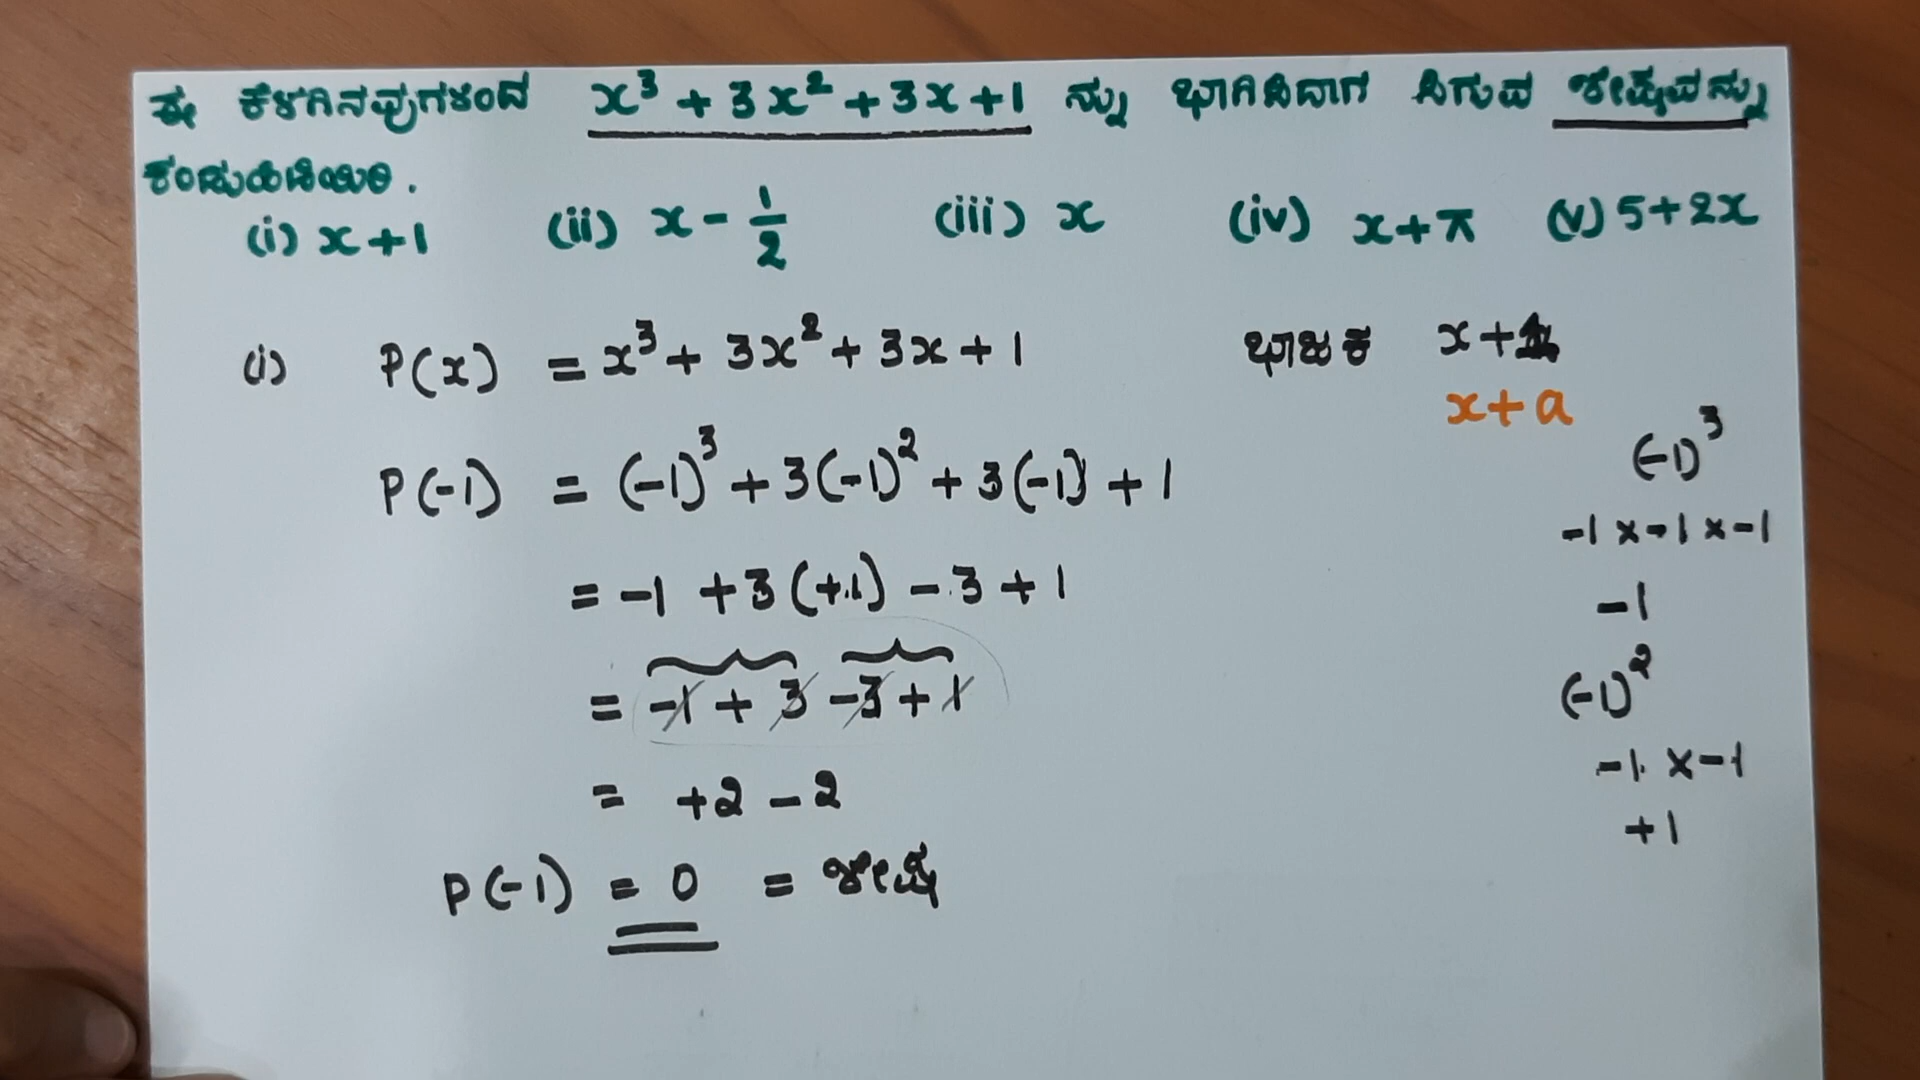 ಈ ಕೆಳಗಿನವುಗಳಿಂದ x³ + 3x² + 3x + 1 ನ್ನು ಭಾಗಿಸಿದಾಗ ಸಿಗುವ ಶೇಷವನ್ನು
ಕಂಡುಹಿಡಿಯಿರಿ.
(i) x + 1 (ii) x - 1/2 (iii) x (iv) x + π (v) 5 + 2x
(i) P(x) = x³ + 3x² + 3x + 1 ಭಾಜಕ x + 1
x + a
P(-1) = (-1)³ + 3(-1)² + 3(-1) + 1 (-1)³
-1 x -1 x -1
= -1 + 3(+1) - 3 + 1 -1
= -1 + 3 - 3 + 1 (-1)²
-1 x -1
= +2 - 2 +1
P(-1) = 0 = ಶೇಷ